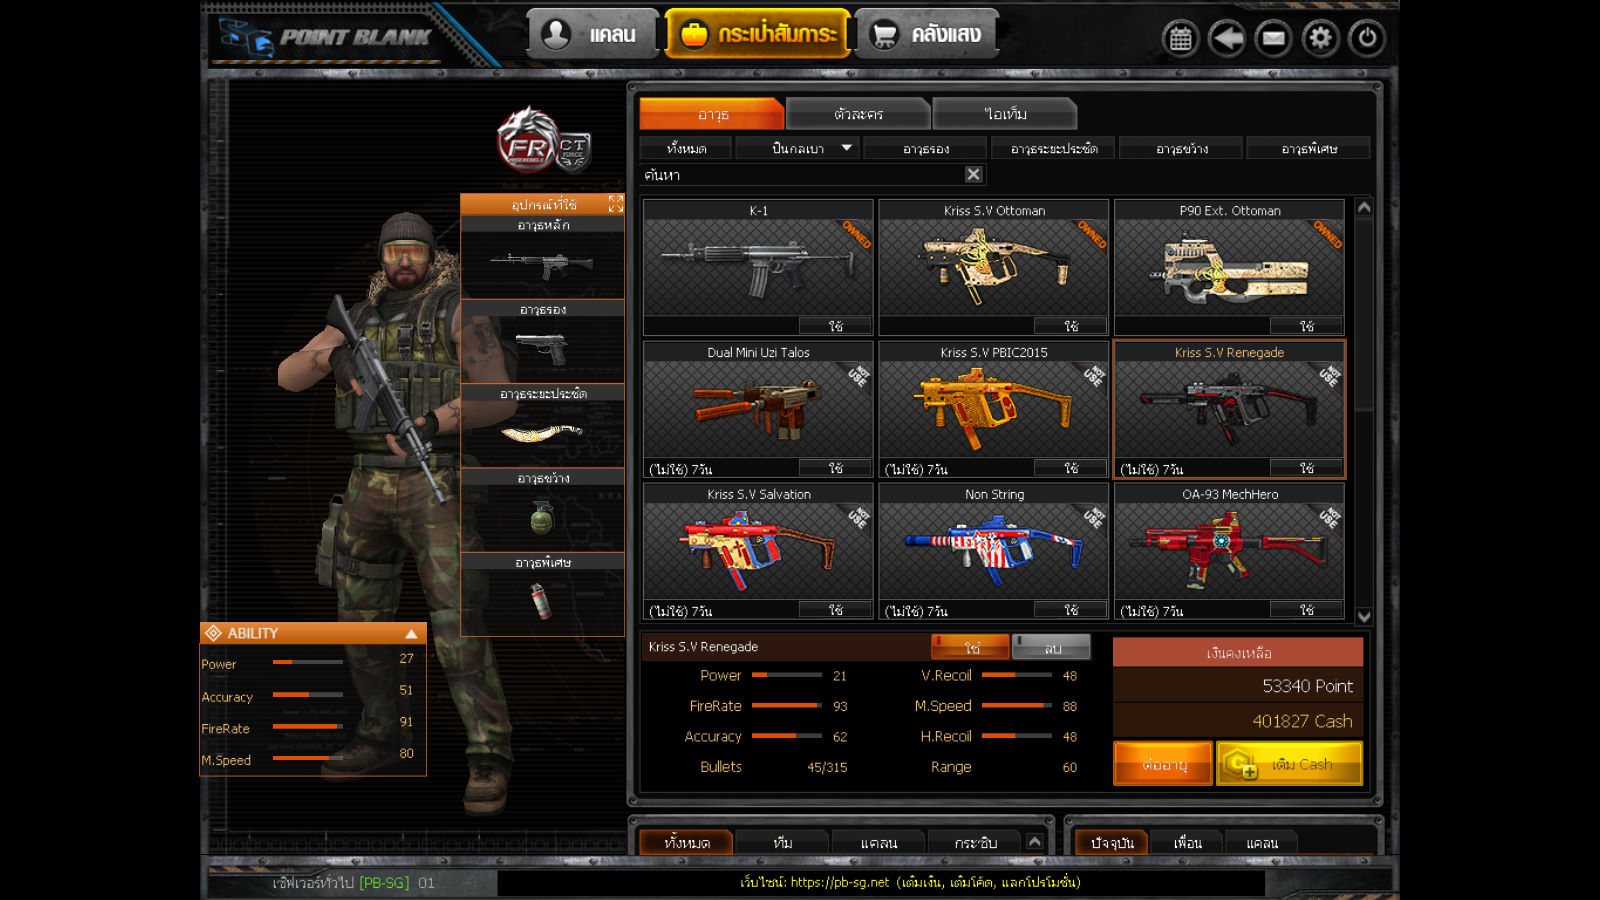 POINT BLANK
แคลน
กระเป๋าสัมภาระ
คลังแสง
FR
CT
FORCE
อาวุธ
ตัวละคร
ไอเท็ม
ทั้งหมด
ปืนกลเบา
อาวุธรอง
อาวุธระยะประชิด
อาวุธขว้าง
อาวุธพิเศษ
ค้นหา
อุปกรณ์ที่ใช้
อาวุธหลัก
อาวุธรอง
อาวุธระยะประชิด
อาวุธขว้าง
อาวุธพิเศษ
K-1
OWNED
ใช้
Kriss S.V Ottoman
OWNED
ใช้
P90 Ext. Ottoman
OWNED
ใช้
Dual Mini Uzi Talos
NOT USE
(ไม่ใช้) 7วัน
ใช้
Kriss S.V PBIC2015
NOT USE
(ไม่ใช้) 7วัน
ใช้
Kriss S.V Renegade
NOT USE
(ไม่ใช้) 7วัน
ใช้
Kriss S.V Salvation
NOT USE
(ไม่ใช้) 7วัน
ใช้
Non String
NOT USE
(ไม่ใช้) 7วัน
ใช้
OA-93 MechHero
NOT USE
(ไม่ใช้) 7วัน
ใช้
ABILITY
Power 27
Accuracy 51
FireRate 91
M.Speed 80
Kriss S.V Renegade
ใช้
ลบ
Power 21
V.Recoil 48
FireRate 93
M.Speed 88
Accuracy 62
H.Recoil 48
Bullets 45/315
Range 60
เงินคงเหลือ
53340 Point
401827 Cash
ต่ออายุ
เติม Cash
ทั้งหมด
ทีม
แคลน
กระซิบ
ปัจจุบัน
เพื่อน
แคลน
เซิฟเวอร์ทั่วไป [PB-SG] 01
เว็บไซน์: https://pb-sg.net (เติมเงิน, เติมโค้ด, แลกโปรโมชั่น)